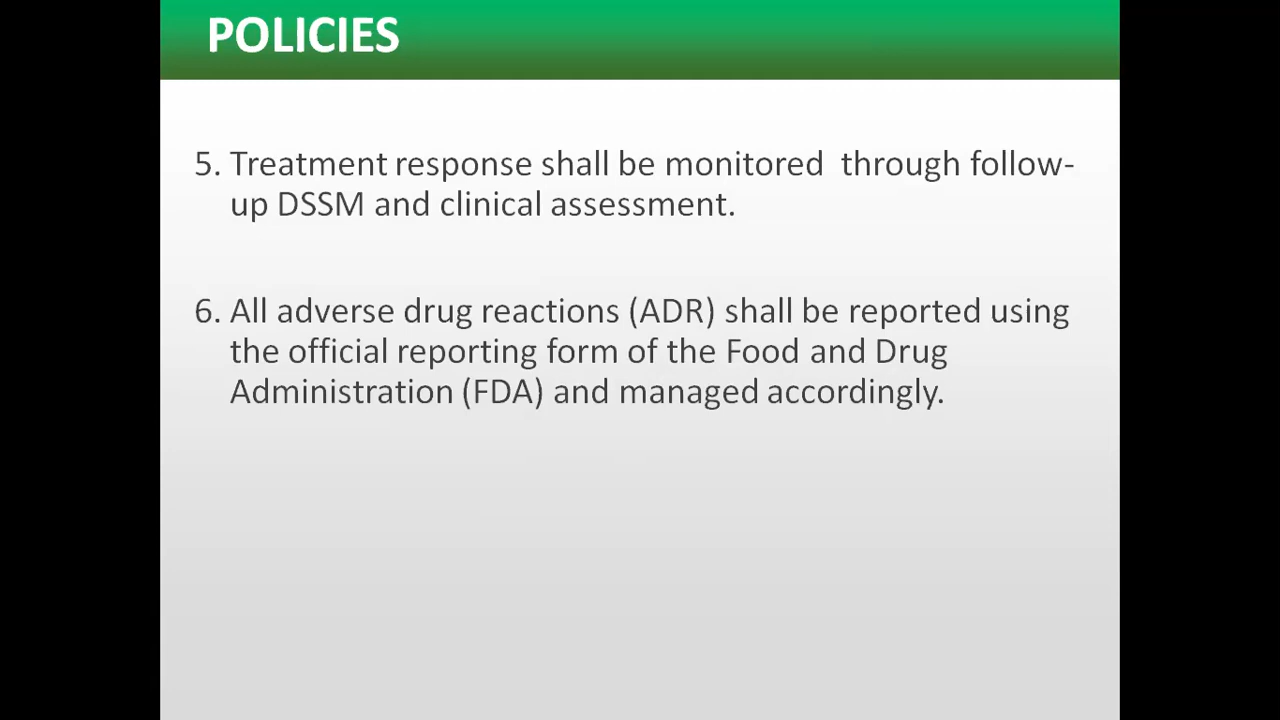 POLICIES
5. Treatment response shall be monitored  through follow-
up DSSM and clinical assessment.
6. All adverse drug reactions (ADR) shall be reported using
the official reporting form of the Food and Drug
Administration (FDA) and managed accordingly.